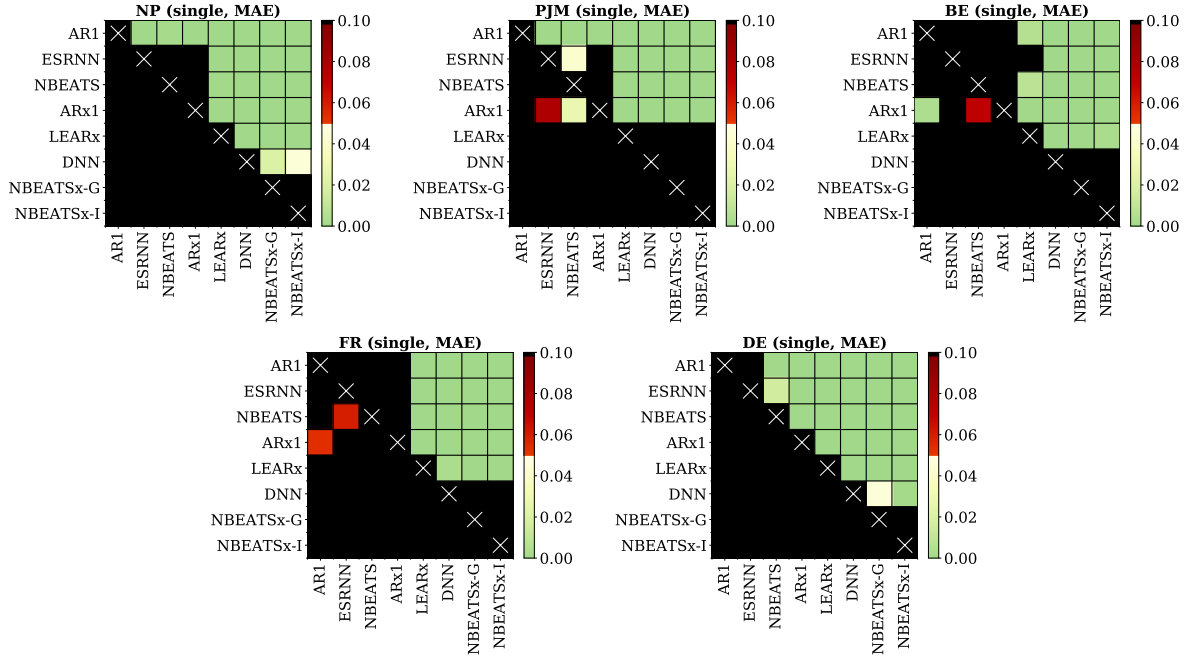 NP (single, MAE)
AR1
ESRNN
NBEATS
ARx1
LEARx
DNN
NBEATSx-G
NBEATSx-I
AR1
ESRNN
NBEATS
ARx1
LEARx
DNN
NBEATSx-G
NBEATSx-I
0.10
0.08
0.06
0.04
0.02
0.00
PJM (single, MAE)
AR1
ESRNN
NBEATS
ARx1
LEARx
DNN
NBEATSx-G
NBEATSx-I
AR1
ESRNN
NBEATS
ARx1
LEARx
DNN
NBEATSx-G
NBEATSx-I
0.10
0.08
0.06
0.04
0.02
0.00
BE (single, MAE)
AR1
ESRNN
NBEATS
ARx1
LEARx
DNN
NBEATSx-G
NBEATSx-I
AR1
ESRNN
NBEATS
ARx1
LEARx
DNN
NBEATSx-G
NBEATSx-I
0.10
0.08
0.06
0.04
0.02
0.00
FR (single, MAE)
AR1
ESRNN
NBEATS
ARx1
LEARx
DNN
NBEATSx-G
NBEATSx-I
AR1
ESRNN
NBEATS
ARx1
LEARx
DNN
NBEATSx-G
NBEATSx-I
0.10
0.08
0.06
0.04
0.02
0.00
DE (single, MAE)
AR1
ESRNN
NBEATS
ARx1
LEARx
DNN
NBEATSx-G
NBEATSx-I
AR1
ESRNN
NBEATS
ARx1
LEARx
DNN
NBEATSx-G
NBEATSx-I
0.10
0.08
0.06
0.04
0.02
0.00